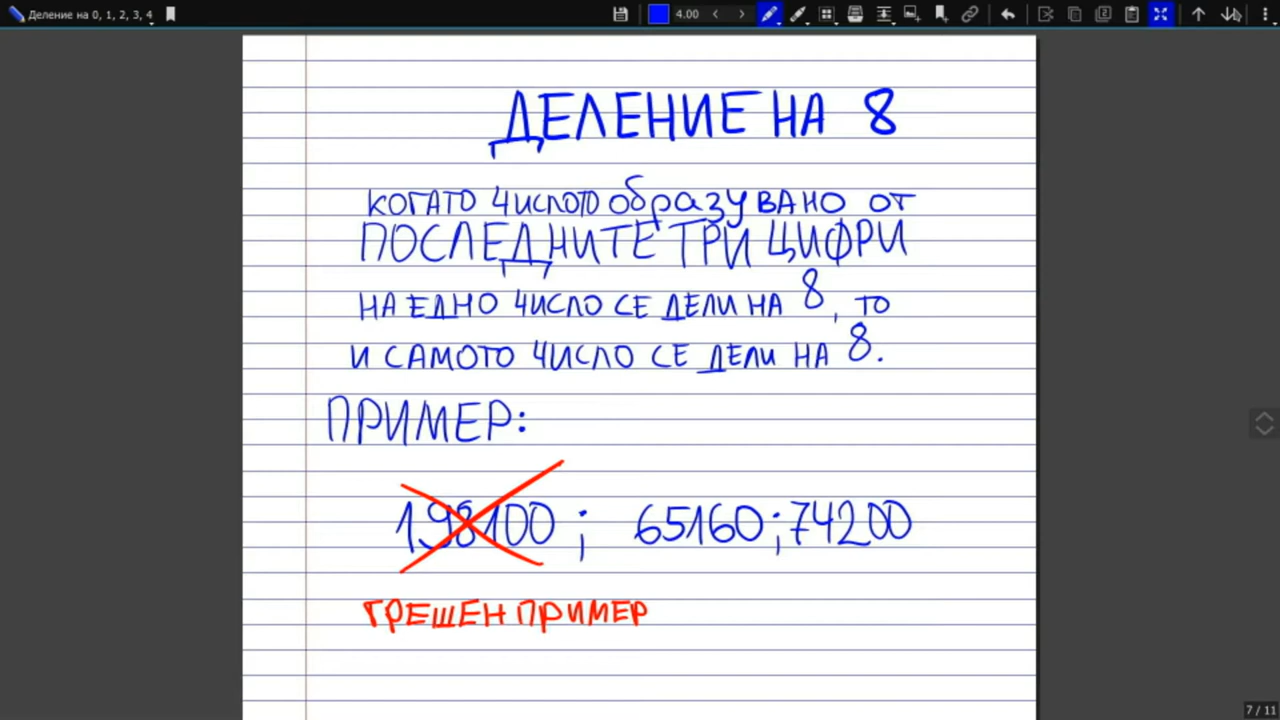 Деление на 0, 1, 2, 3, 4
4.00
ДЕЛЕНИЕ НА 8
КОГАТО ЧИСЛОТО ОБРАЗУВАНО ОТ
ПОСЛЕДНИТЕ ТРИ ЦИФРИ
НА ЕДНО ЧИСЛО СЕ ДЕЛИ НА 8, ТО
И САМОТО ЧИСЛО СЕ ДЕЛИ НА 8.
ПРИМЕР:
198100 ; 65160 ; 74200
ГРЕШЕН ПРИМЕР
7 / 11